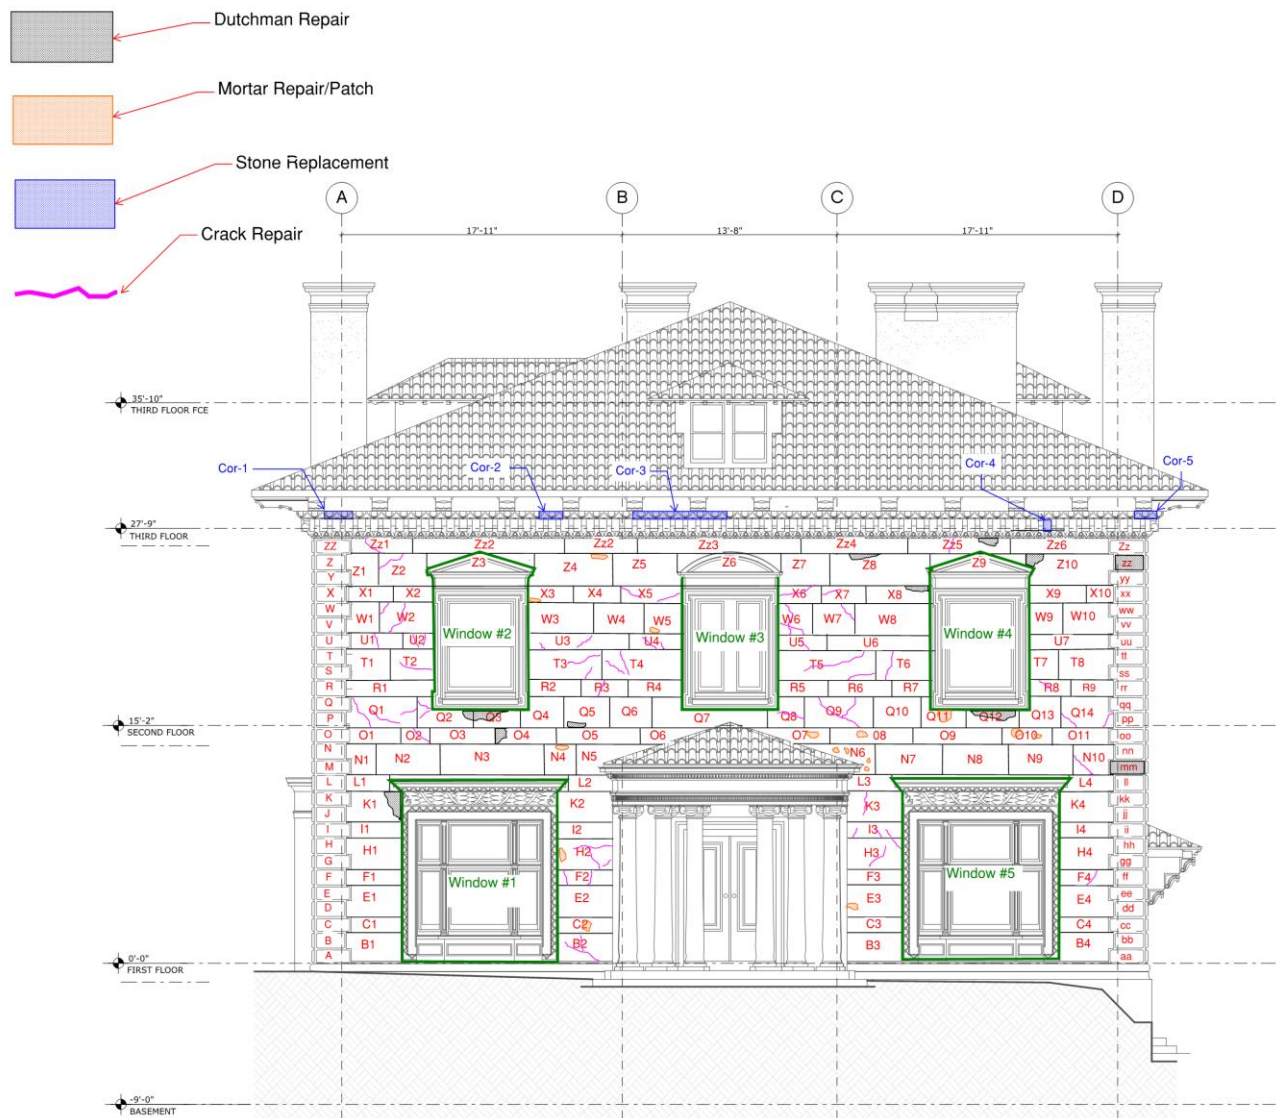 Dutchman Repair
Mortar Repair/Patch
Stone Replacement
Crack Repair
A B C D
17'-11" 13'-8" 17'-11"
35'-10"
THIRD FLOOR FCE
Cor-1 Cor-2 Cor-3 Cor-4 Cor-5
27'-9"
THIRD FLOOR
ZZ Zz1 Zz2 Zz2 Zz3 Zz4 Zz5 Zz6 Zz
Z Z1 Z2 Z3 Z4 Z5 Z6 Z7 Z8 Z9 Z10 zz
Y yy
X X1 X2 X3 X4 X5 X6 X7 X8 X9 X10 xx
W W1 W2 W3 W4 W5 W6 W7 W8 W9 W10 ww
V vv
Window #2 Window #3 Window #4
U U1 U2 U3 U4 U5 U6 U7 uu
T T1 T2 T3 T4 T5 T6 T7 T8 tt
S ss
R R1 R2 R3 R4 R5 R6 R7 R8 R9 rr
Q Q1 Q2 Q3 Q4 Q5 Q6 Q7 Q8 Q9 Q10 Q11 Q12 Q13 Q14 qq
P pp
15'-2"
SECOND FLOOR
O O1 O2 O3 O4 O5 O6 O7 08 O9 O10 O11 oo
N1 N2 N3 N4 N5 N6 N7 N8 N9 N10 nn
N
M mm
L L1 L2 L3 L4 ll
K K1 K2 K3 K4 kk
J jj
I I1 I2 I3 I4 ii
H H1 H2 H3 H4 hh
G gg
F F1 F2 F3 F4 ff
Window #1 Window #5
E E1 E2 E3 E4 ee
D dd
C C1 C2 C3 C4 cc
B B1 B2 B3 B4 bb
A aa
0'-0"
FIRST FLOOR
-9'-0"
BASEMENT